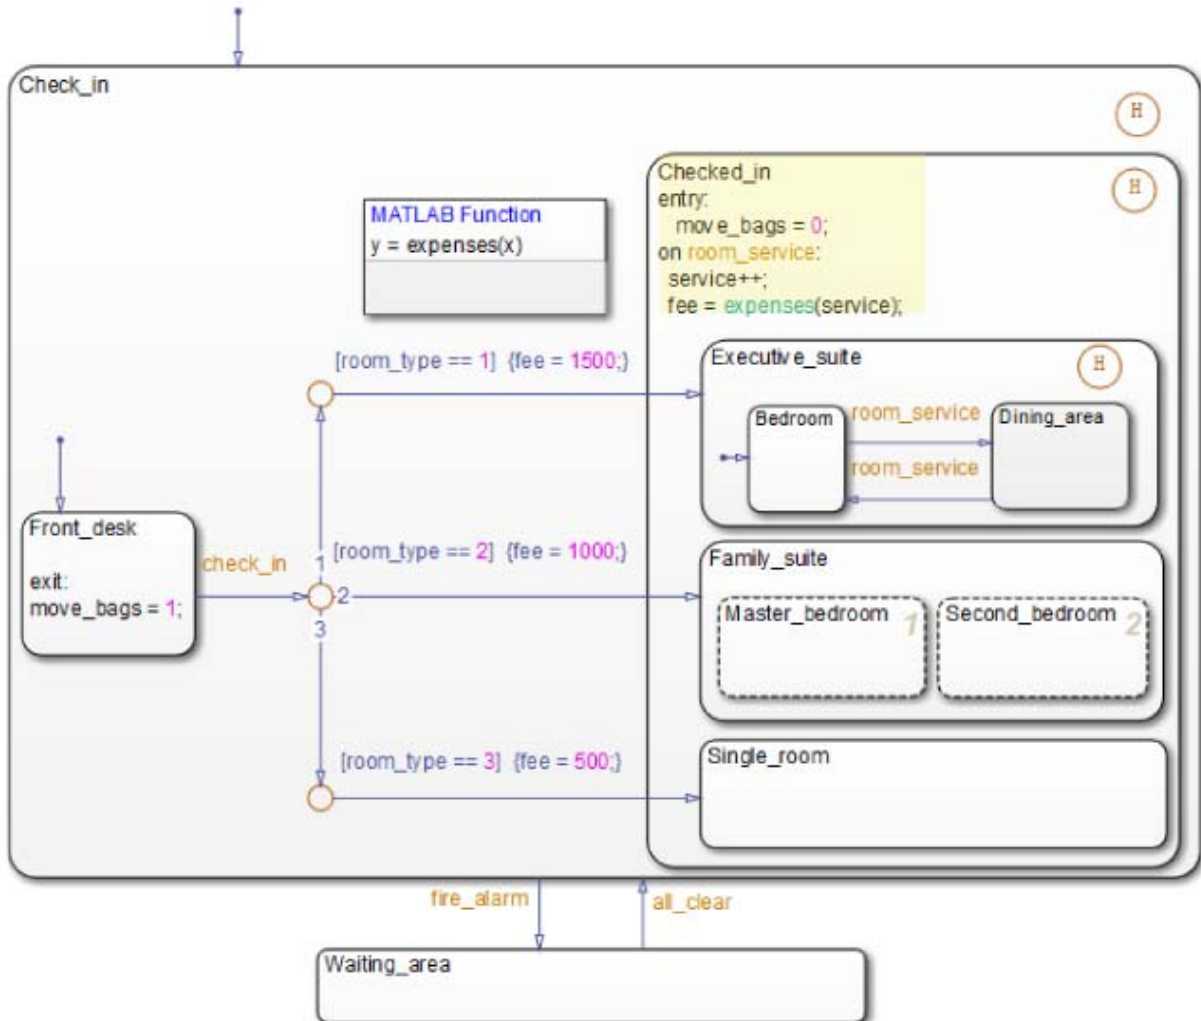 Check_in
H
Checked_in
H
entry:
move_bags = 0;
on room_service:
service++;
fee = expenses(service);
MATLAB Function
y = expenses(x)
[room_type == 1] {fee = 1500;}
Executive_suite
H
Bedroom
room_service
Dining_area
room_service
Front_desk
exit:
move_bags = 1;
check_in
1
2
3
[room_type == 2] {fee = 1000;}
Family_suite
Master_bedroom 1
Second_bedroom 2
[room_type == 3] {fee = 500;}
Single_room
fire_alarm
all_clear
Waiting_area